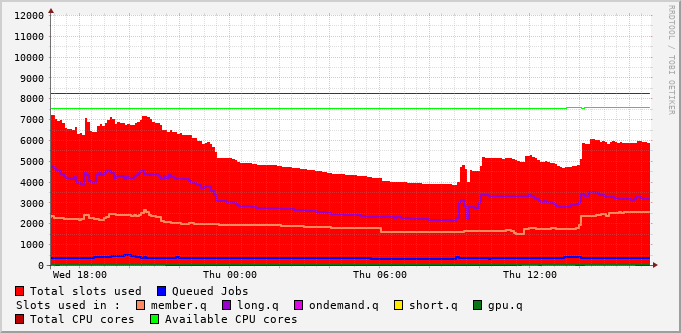 12000
11000
10000
9000
8000
7000
6000
5000
4000
3000
2000
1000
0
Wed 18:00 Thu 00:00 Thu 06:00 Thu 12:00
Total slots used Queued Jobs
Slots used in : member.q long.q ondemand.q short.q gpu.q
Total CPU cores Available CPU cores
RRDTOOL / TOBI OETIKER